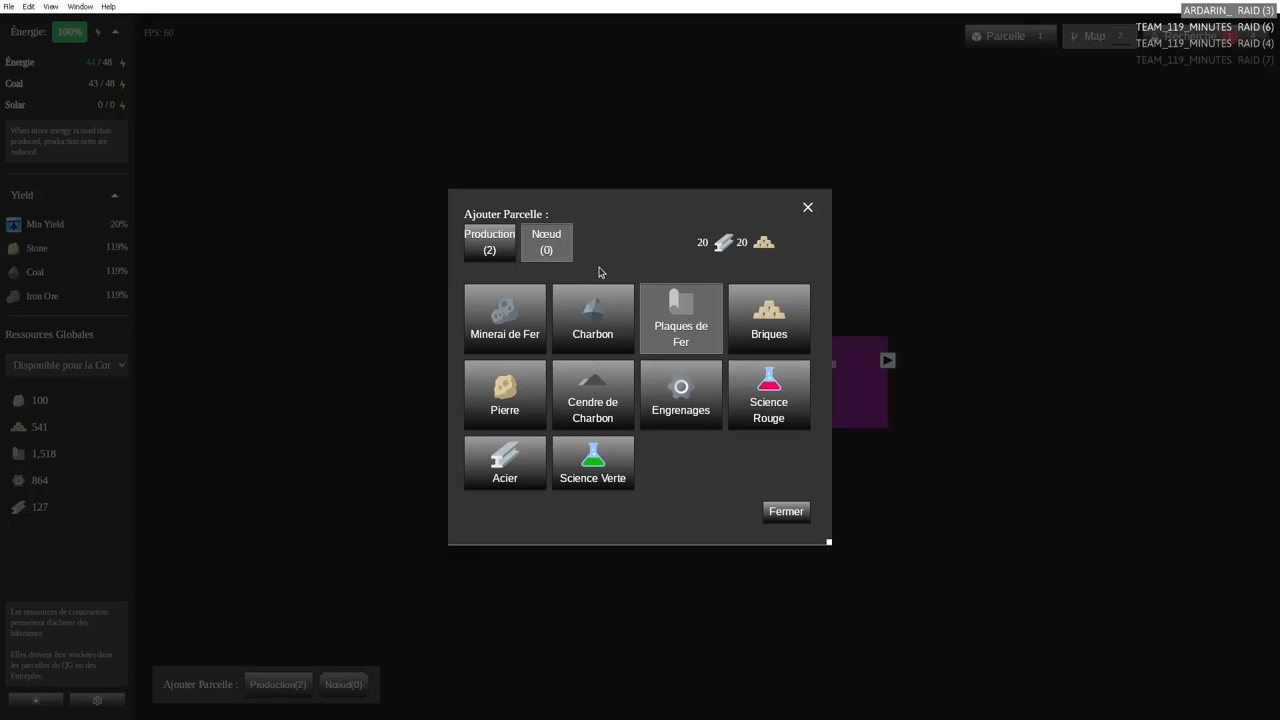 File Edit View Window Help
ARDARIN_ RAID (3)
TEAM_119_MINUTES RAID (6)
TEAM_119_MINUTES RAID (4)
TEAM_119_MINUTES RAID (7)
Énergie: 100%
FPS: 60
Parcelle 1
Map 2
Recherche
Énergie 44 / 48
Coal 43 / 48
Solar 0 / 0
When more energy is used than
produced, production rates are
reduced.
Yield
Min Yield 20%
Stone 119%
Coal 119%
Iron Ore 119%
Ressources Globales
Disponible pour la Cor
100
541
1,518
864
127
Les ressources de construction
permettent d'acheter des
bâtiments.
Elles doivent être stockées dans
les parcelles du QG ou des
Entrepôts.
Ajouter Parcelle :
Production
(2)
Nœud
(0)
20 20
Minerai de Fer
Charbon
Plaques de
Fer
Briques
Pierre
Cendre de
Charbon
Engrenages
Science
Rouge
Acier
Science Verte
Fermer
8
Ajouter Parcelle : Production(2) Nœud(0)